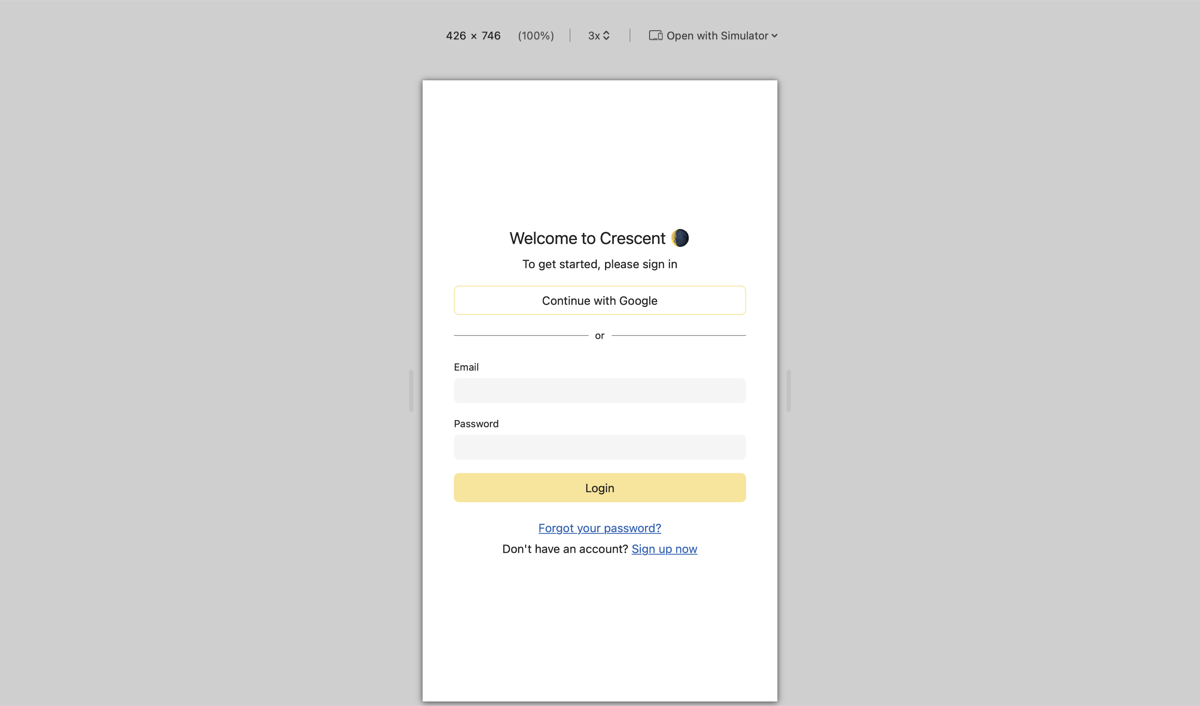 426 × 746 (100%) 3x Open with Simulator
Welcome to Crescent 🌘
To get started, please sign in
Continue with Google
or
Email
Password
Login
Forgot your password?
Don't have an account? Sign up now